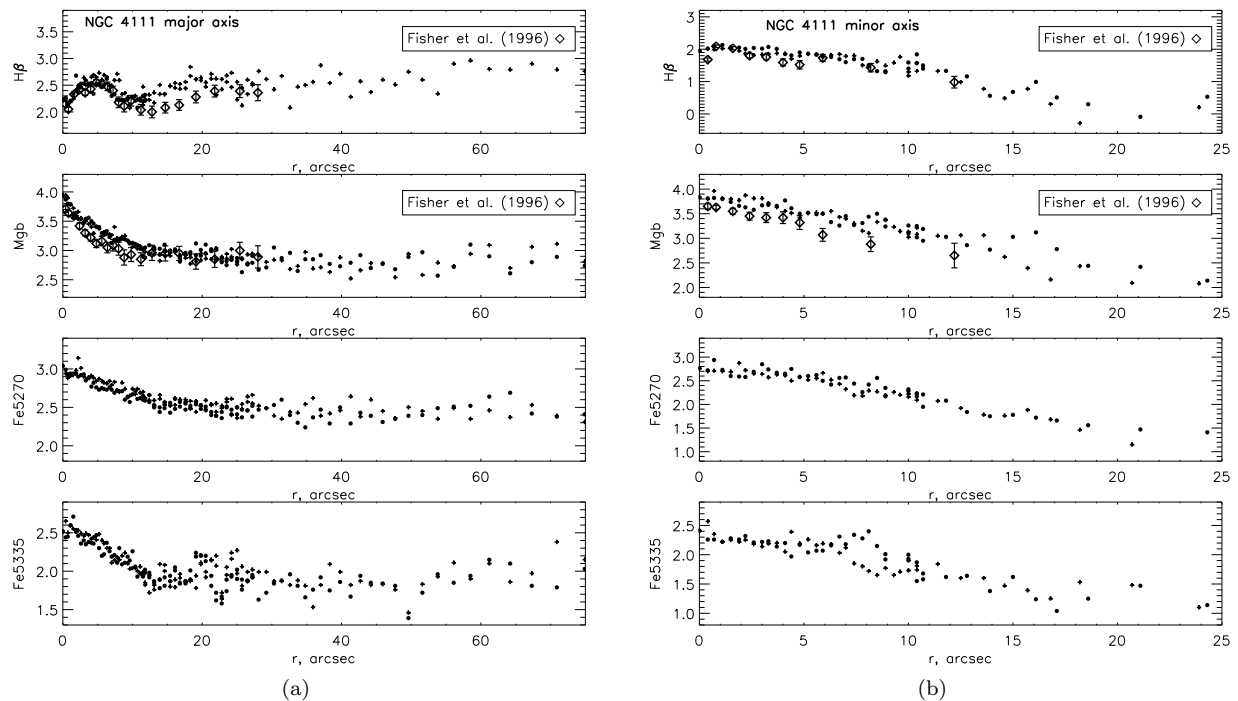 NGC 4111 major axis
Fisher et al. (1996)
3.5
3.0
2.5
2.0
Hβ
0 20 40 60
r, arcsec
Fisher et al. (1996)
4.0
3.5
3.0
2.5
Mgb
0 20 40 60
r, arcsec
3.0
2.5
2.0
Fe5270
0 20 40 60
r, arcsec
2.5
2.0
1.5
Fe5335
0 20 40 60
r, arcsec
(a)
NGC 4111 minor axis
Fisher et al. (1996)
3
2
1
0
Hβ
0 5 10 15 20 25
r, arcsec
Fisher et al. (1996)
4.0
3.5
3.0
2.5
2.0
Mgb
0 5 10 15 20 25
r, arcsec
3.0
2.5
2.0
1.5
1.0
Fe5270
0 5 10 15 20 25
r, arcsec
2.5
2.0
1.5
1.0
Fe5335
0 5 10 15 20 25
r, arcsec
(b)